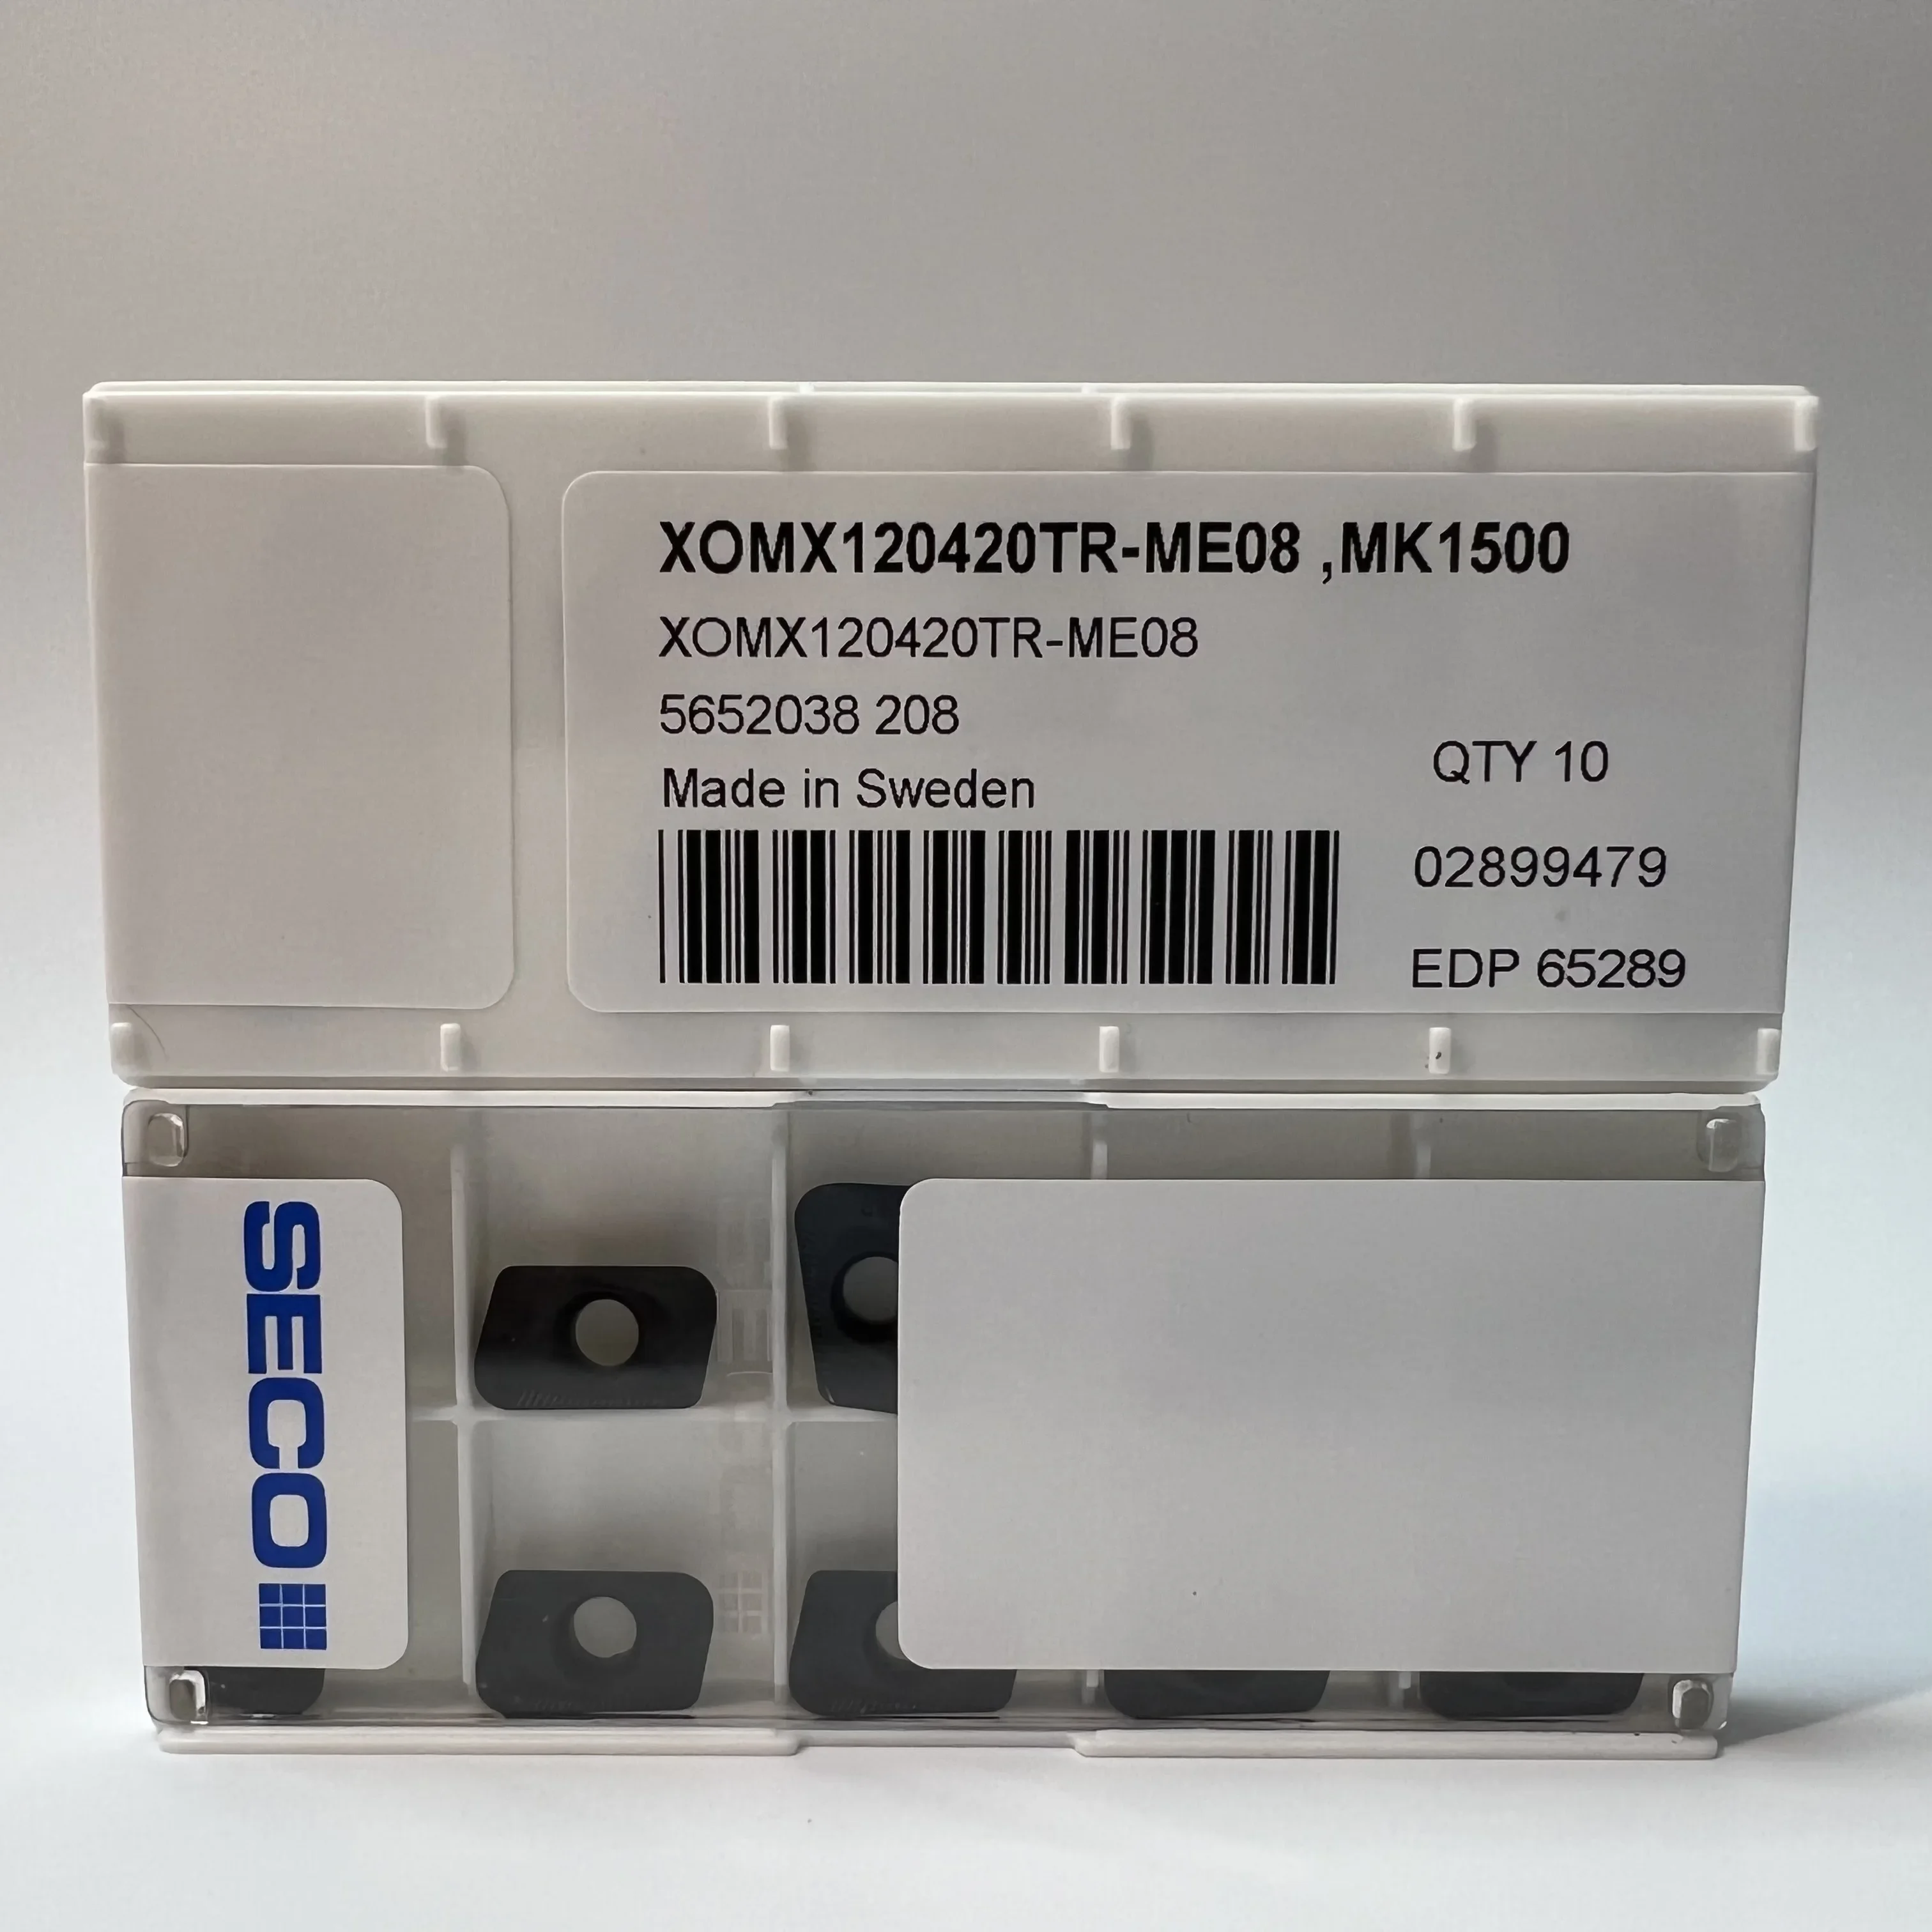 XOMX120420TR-ME08 ,MK1500
XOMX120420TR-ME08
5652038 208
Made in Sweden
QTY 10
02899479
EDP 65289
SECO